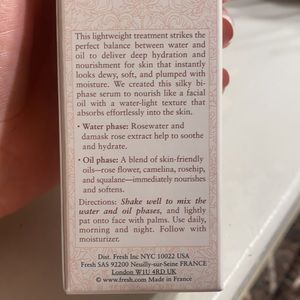 This lightweight treatment strikes the
perfect balance between water and
oil to deliver deep hydration and
nourishment for skin that instantly
looks dewy, soft, and plumped with
moisture. We created this silky bi-
phase serum to nourish like a facial
oil with a water-light texture that
absorbs effortlessly into the skin.
• Water phase: Rosewater and
damask rose extract help to soothe
and hydrate.
• Oil phase: A blend of skin-friendly
oils—rose flower, camelina, rosehip,
and squalane—immediately nourishes
and softens.
Directions: Shake well to mix the
water and oil phases, and lightly
pat onto face with palms. Use daily,
morning and night. Follow with
moisturizer.
Dist. Fresh Inc NYC 10022 USA
Fresh SAS 92200 Neuilly-sur-Seine FRANCE
London W1U 4RD UK
© www.fresh.com Made in France